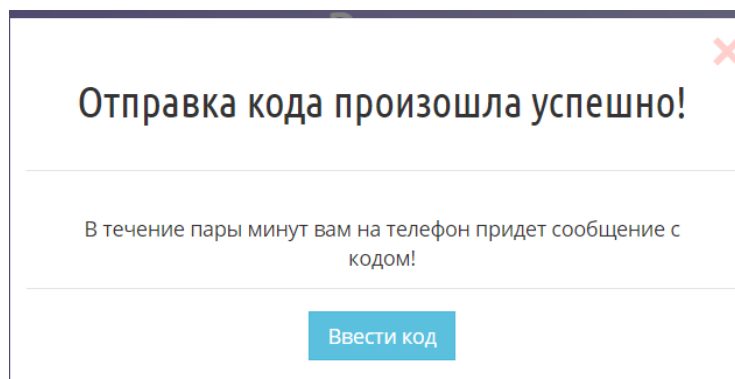 Отправка кода произошла успешно!
В течение пары минут вам на телефон придет сообщение с
кодом!
Ввести код